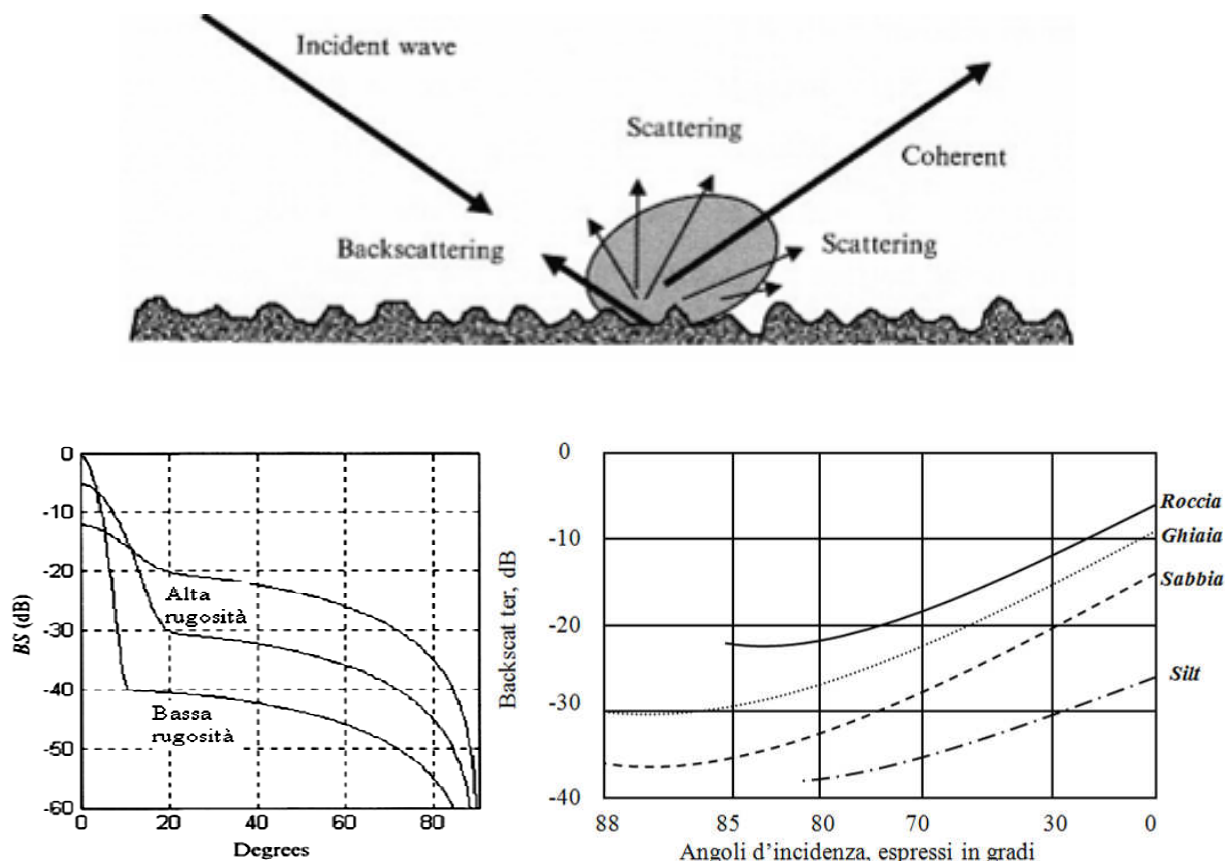 Incident wave
Scattering
Coherent
Backscattering
Scattering
0
-10
-20
-30
-40
-50
-60
BS (dB)
Alta
rugosità
Bassa
rugosità
0 20 40 60 80
Degrees
0
-10
-20
-30
-40
Backscat ter, dB
Roccia
Ghiaia
Sabbia
Silt
88 85 80 70 30 0
Angoli d'incidenza, espressi in gradi